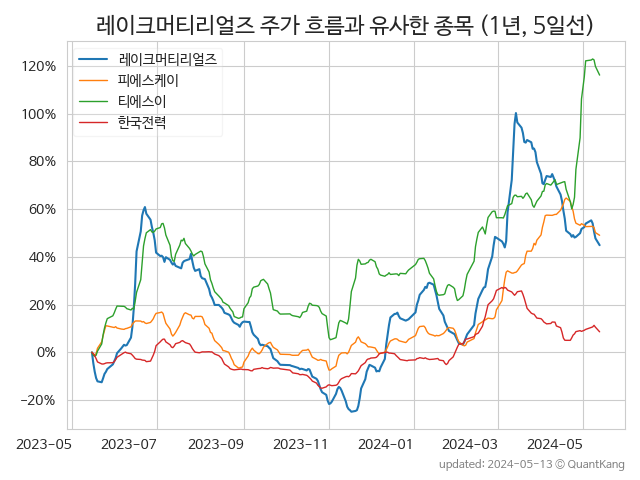 레이크머티리얼즈 주가 흐름과 유사한 종목 (1년, 5일선)
레이크머티리얼즈
피에스케이
티에스이
한국전력
120%
100%
80%
60%
40%
20%
0%
−20%
2023-05
2023-07
2023-09
2023-11
2024-01
2024-03
2024-05
updated: 2024-05-13 © QuantKang